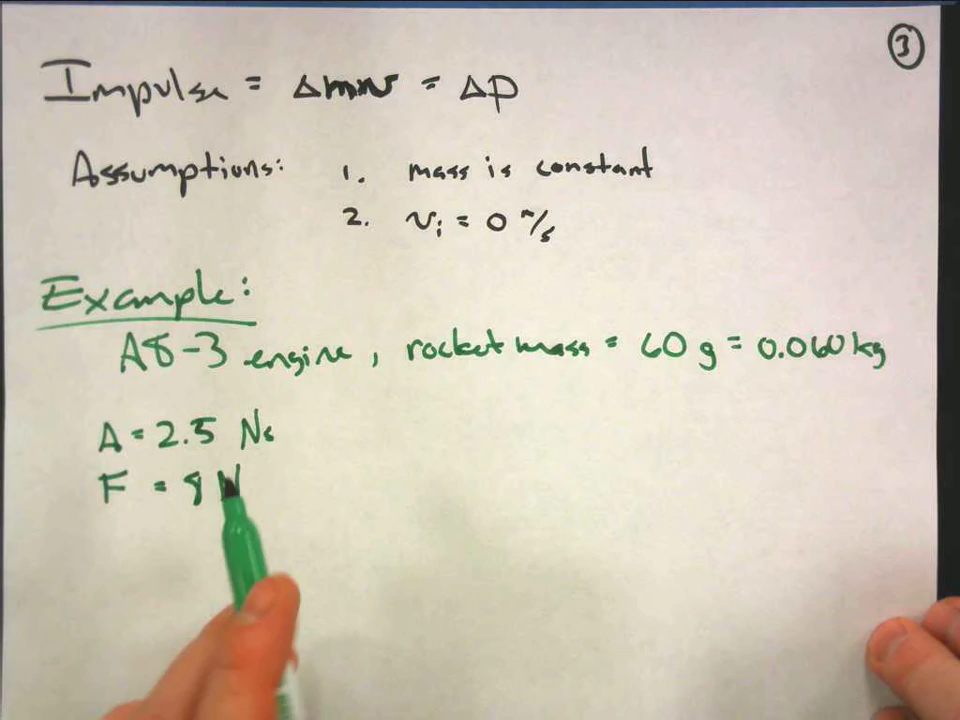 3
Impulse = Δmv = Δp
Assumptions: 1. mass is constant
2. vi = 0 m/s
Example:
A8-3 engine, rocket mass = 60 g = 0.060 kg
A = 2.5 Ns
F = 8 N